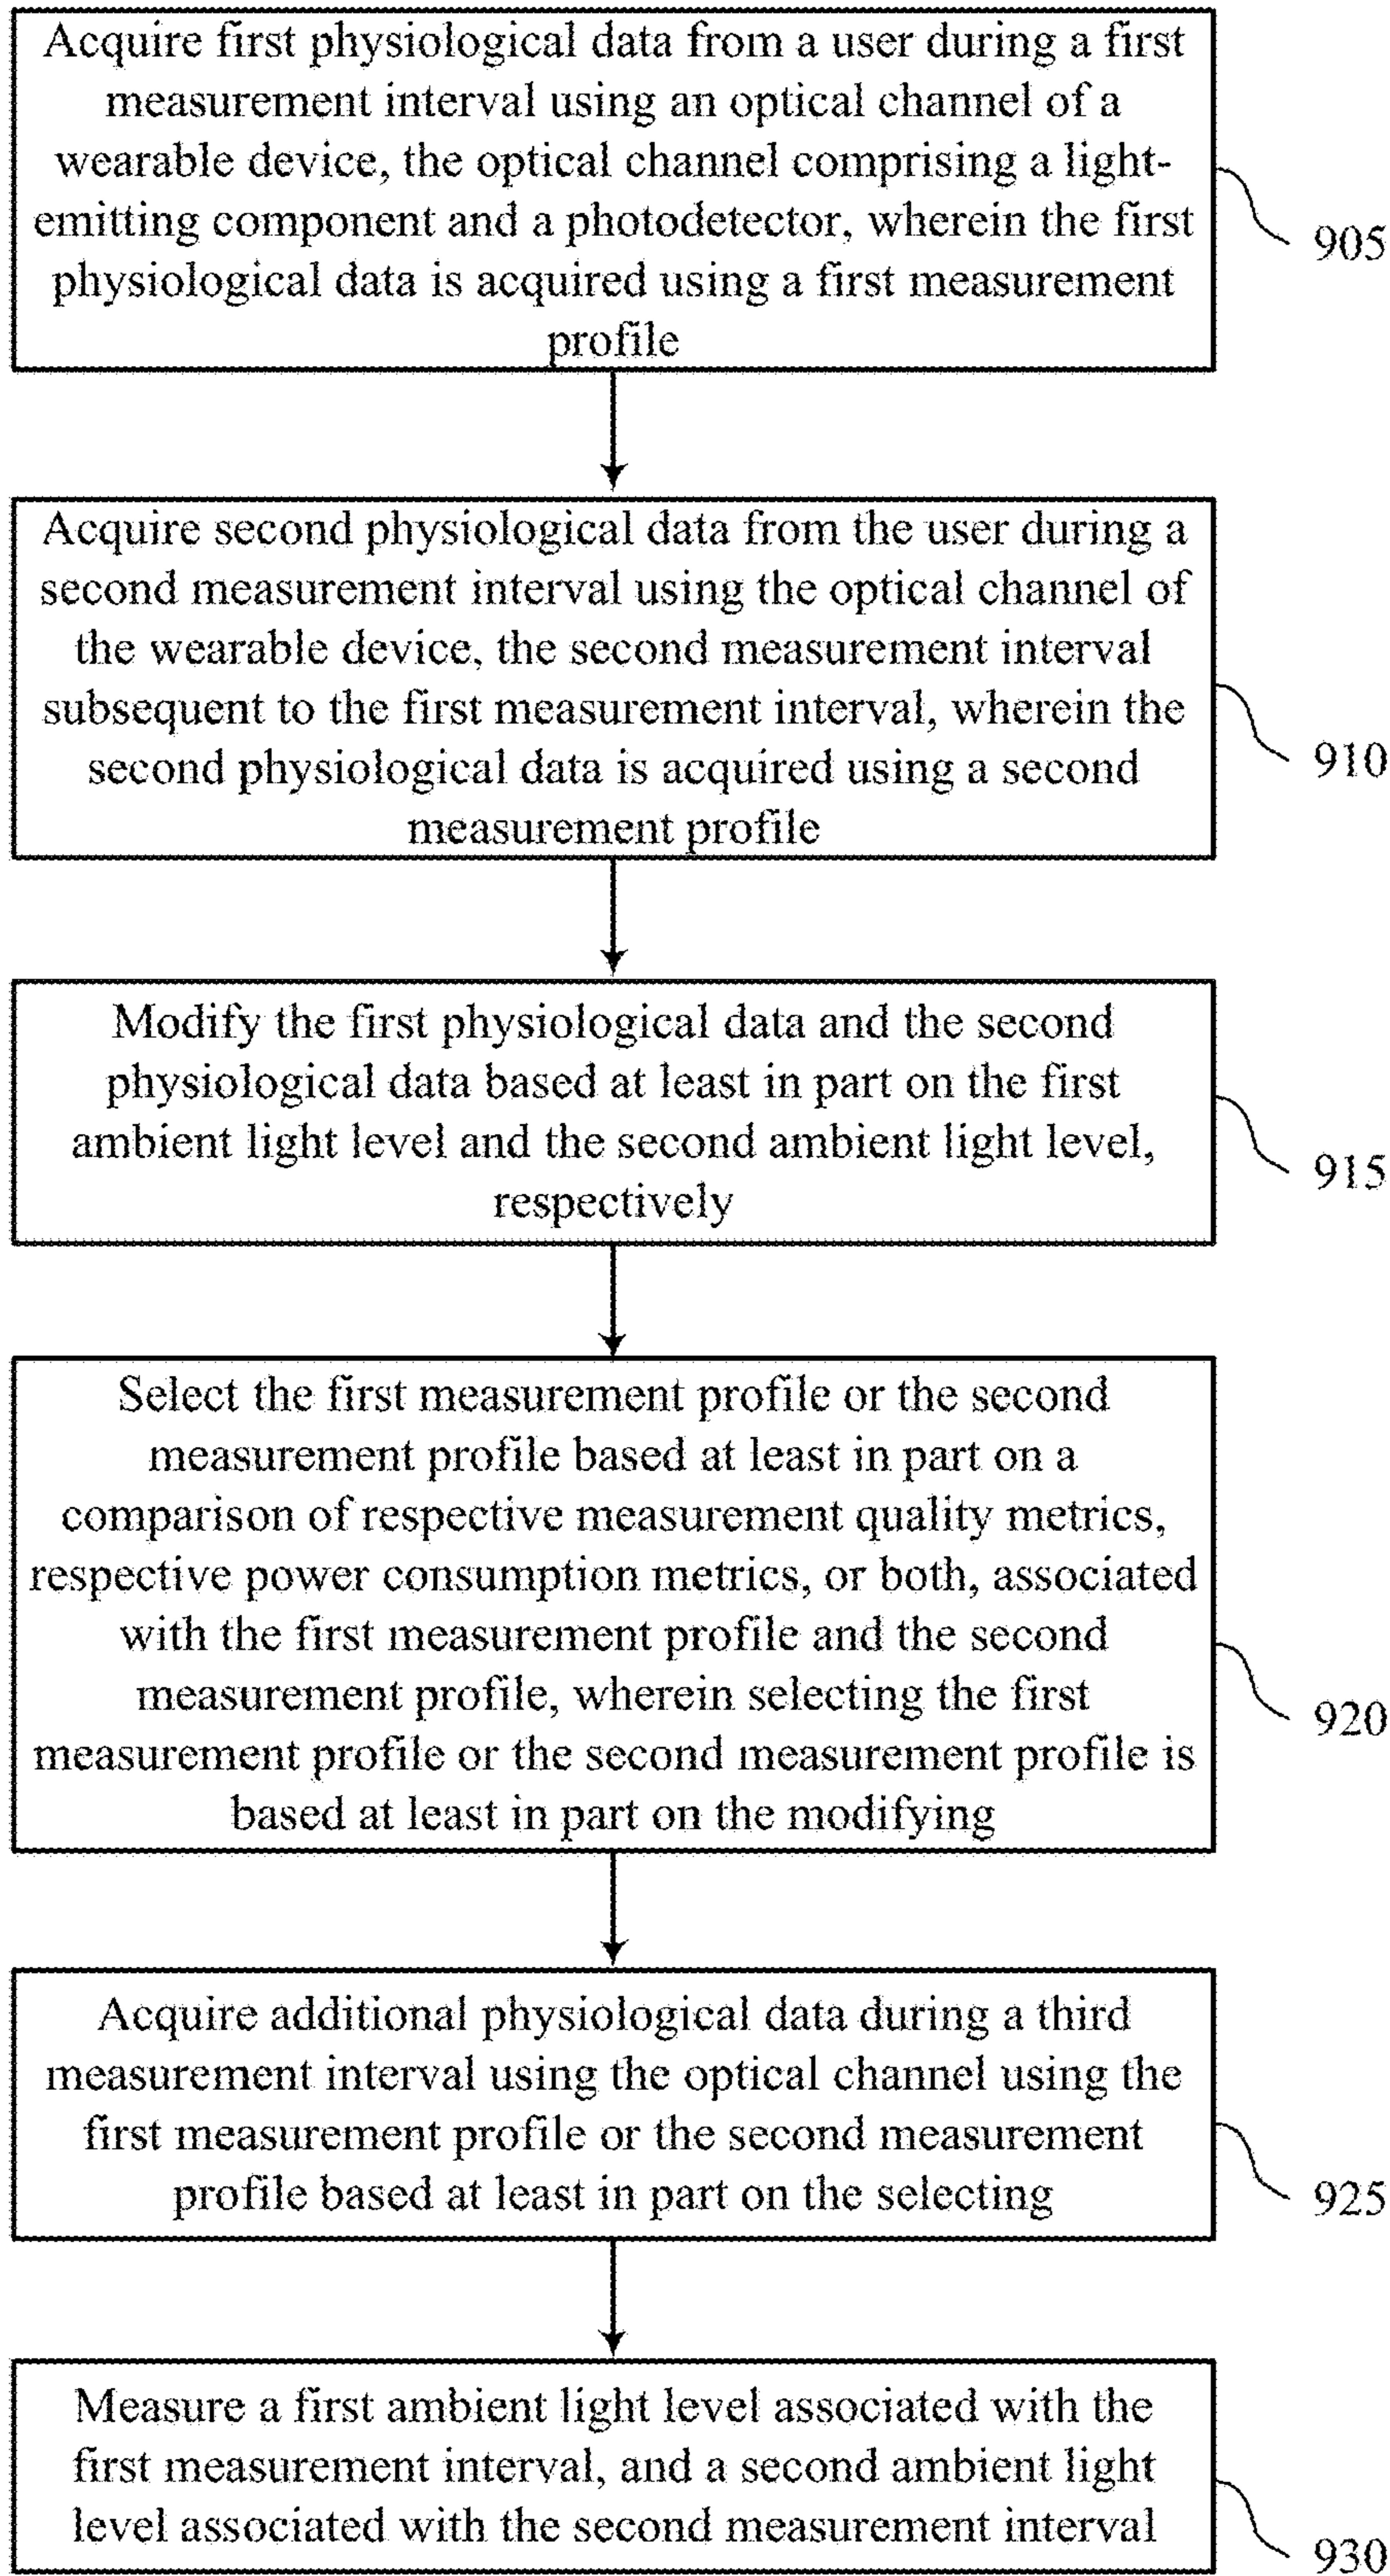 Acquire first physiological data from a user during a first
measurement interval using an optical channel of a
wearable device, the optical channel comprising a light-
emitting component and a photodetector, wherein the first
physiological data is acquired using a first measurement
profile
905
Acquire second physiological data from the user during a
second measurement interval using the optical channel of
the wearable device, the second measurement interval
subsequent to the first measurement interval, wherein the
second physiological data is acquired using a second
measurement profile
910
Modify the first physiological data and the second
physiological data based at least in part on the first
ambient light level and the second ambient light level,
respectively
915
Select the first measurement profile or the second
measurement profile based at least in part on a
comparison of respective measurement quality metrics,
respective power consumption metrics, or both, associated
with the first measurement profile and the second
measurement profile, wherein selecting the first
measurement profile or the second measurement profile is
based at least in part on the modifying
920
Acquire additional physiological data during a third
measurement interval using the optical channel using the
first measurement profile or the second measurement
profile based at least in part on the selecting
925
Measure a first ambient light level associated with the
first measurement interval, and a second ambient light
level associated with the second measurement interval
930